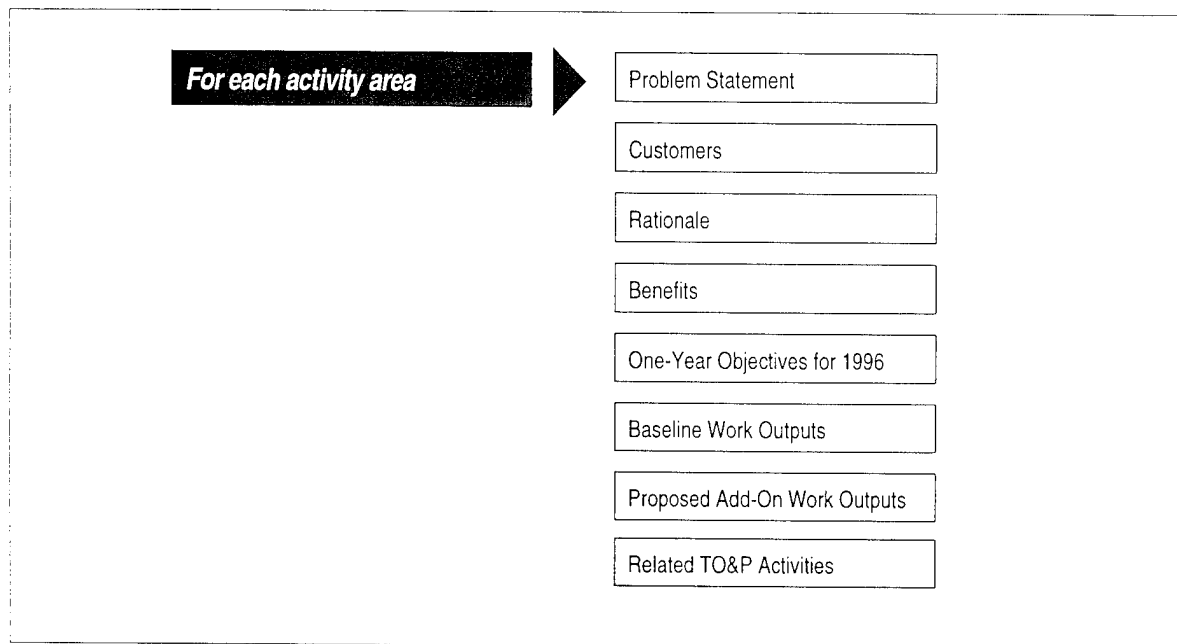 For each activity area
Problem Statement
Customers
Rationale
Benefits
One-Year Objectives for 1996
Baseline Work Outputs
Proposed Add-On Work Outputs
Related TO&P Activities